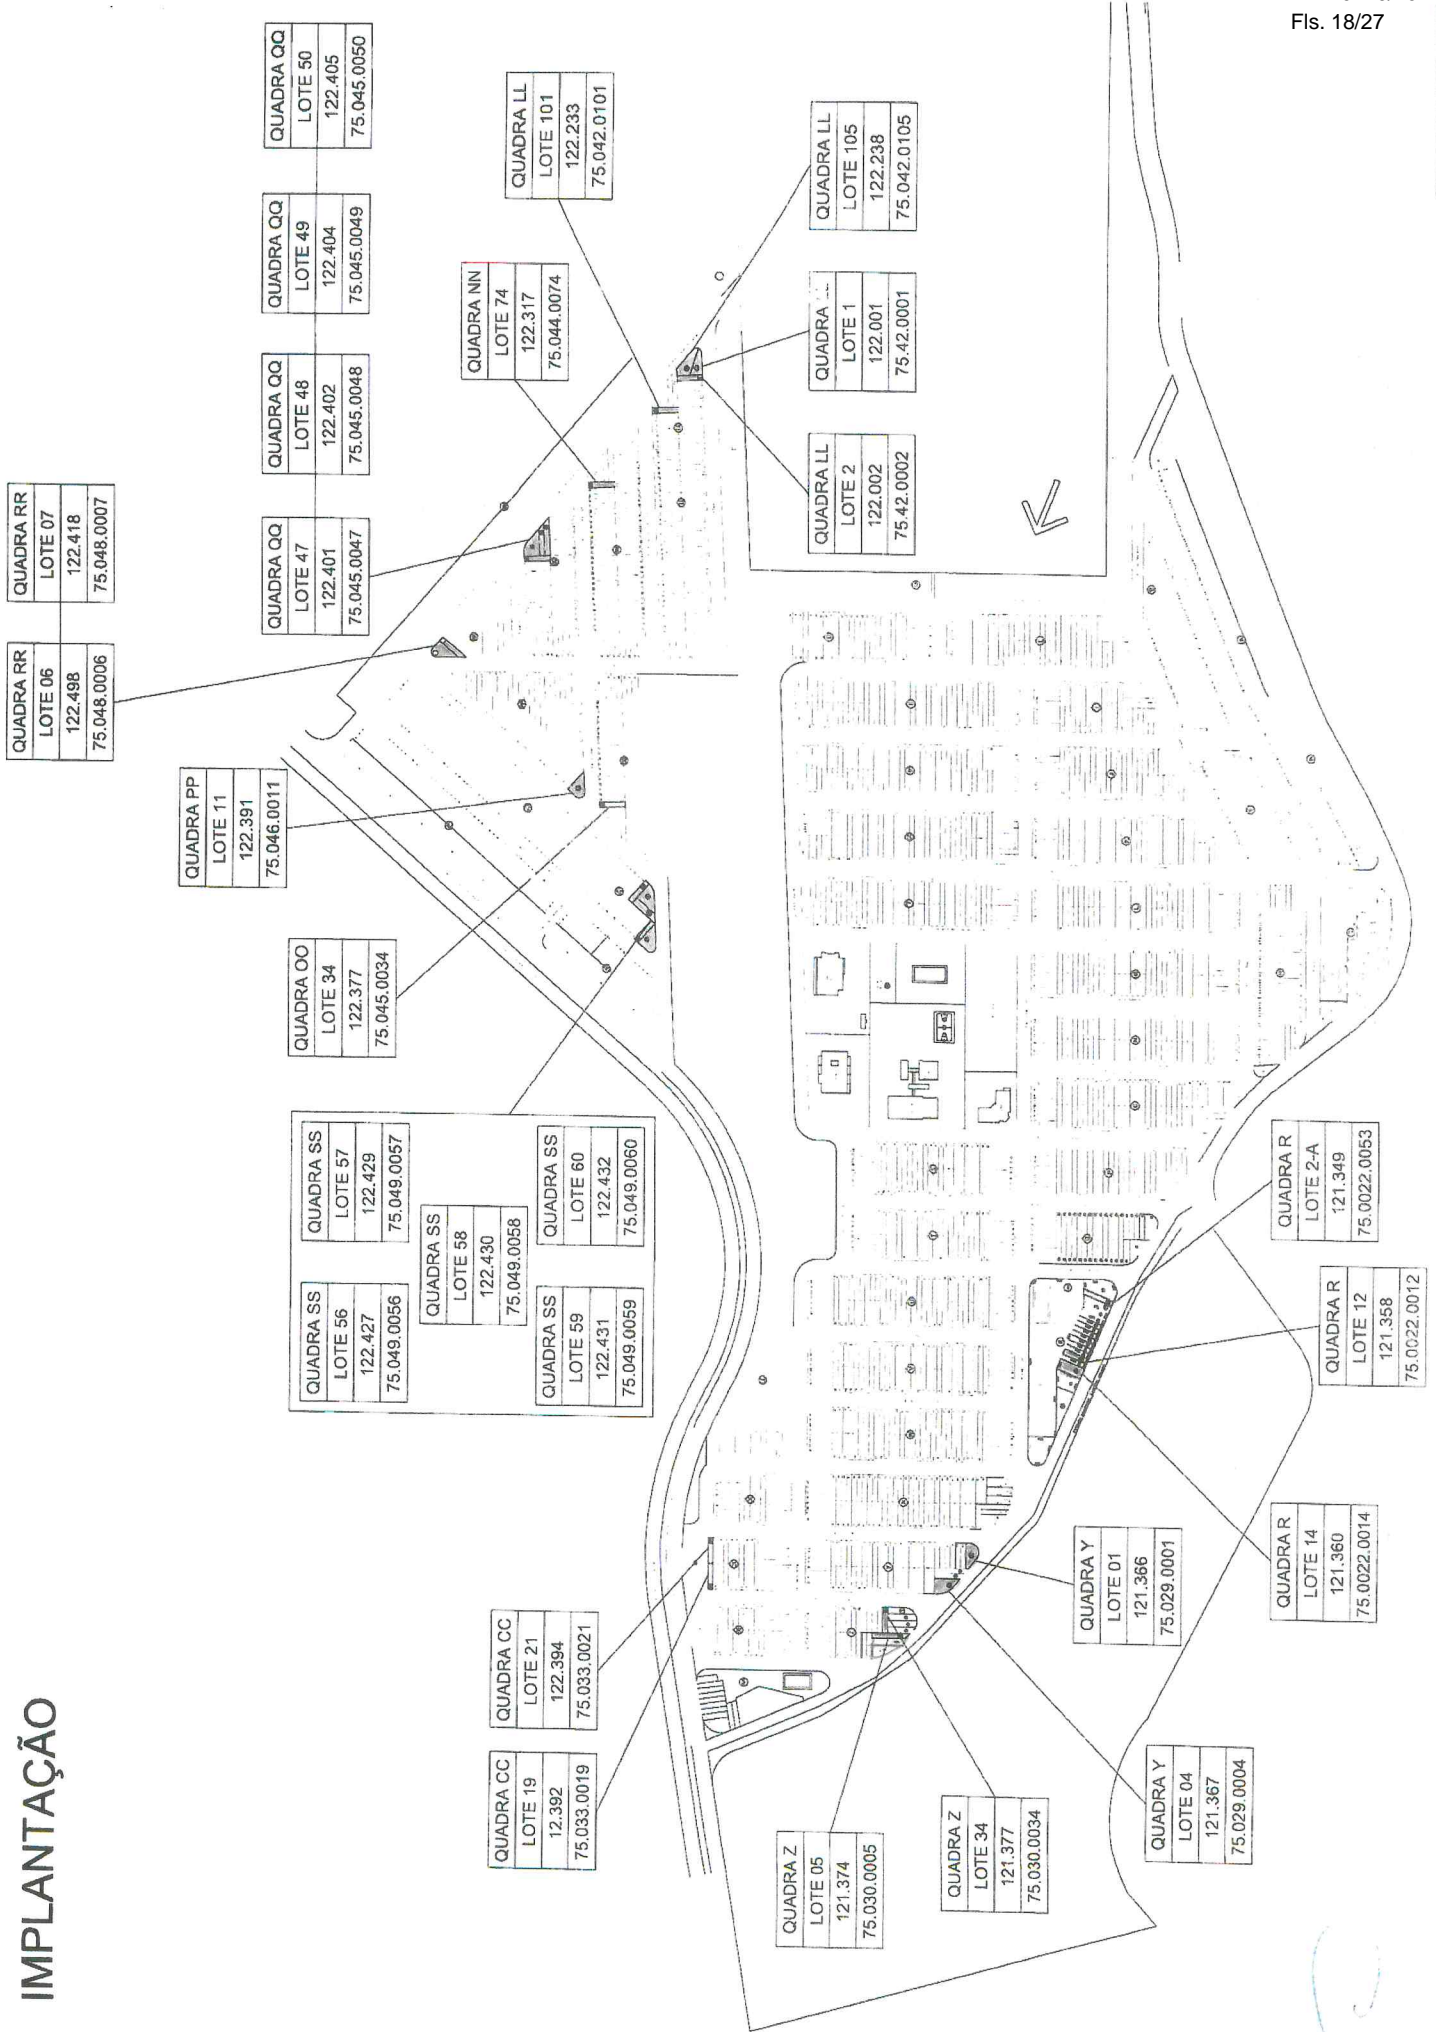 Fls. 18/27
IMPLANTAÇÃO
QUADRA RR
LOTE 06
122.498
75.048.0006
QUADRA RR
LOTE 07
122.418
75.048.0007
QUADRA PP
LOTE 11
122.391
75.046.0011
QUADRA QQ
LOTE 47
122.401
75.045.0047
QUADRA QQ
LOTE 48
122.402
75.045.0048
QUADRA QQ
LOTE 49
122.404
75.045.0049
QUADRA QQ
LOTE 50
122.405
75.045.0050
QUADRA OO
LOTE 34
122.377
75.045.0034
QUADRA SS
LOTE 56
122.427
75.049.0056
QUADRA SS
LOTE 57
122.429
75.049.0057
QUADRA SS
LOTE 58
122.430
75.049.0058
QUADRA SS
LOTE 59
122.431
75.049.0059
QUADRA SS
LOTE 60
122.432
75.049.0060
QUADRA NN
LOTE 74
122.317
75.044.0074
QUADRA LL
LOTE 101
122.233
75.042.0101
QUADRA CC
LOTE 19
12.392
75.033.0019
QUADRA CC
LOTE 21
122.394
75.033.0021
QUADRA LL
LOTE 2
122.002
75.42.0002
QUADRA
LOTE 1
122.001
75.42.0001
QUADRA LL
LOTE 105
122.238
75.042.0105
QUADRA Z
LOTE 05
121.374
75.030.0005
QUADRA Z
LOTE 34
121.377
75.030.0034
QUADRA Y
LOTE 01
121.366
75.029.0001
QUADRA Y
LOTE 04
121.367
75.029.0004
QUADRA R
LOTE 14
121.360
75.0022.0014
QUADRA R
LOTE 12
121.358
75.0022.0012
QUADRA R
LOTE 2-A
121.349
75.0022.0053